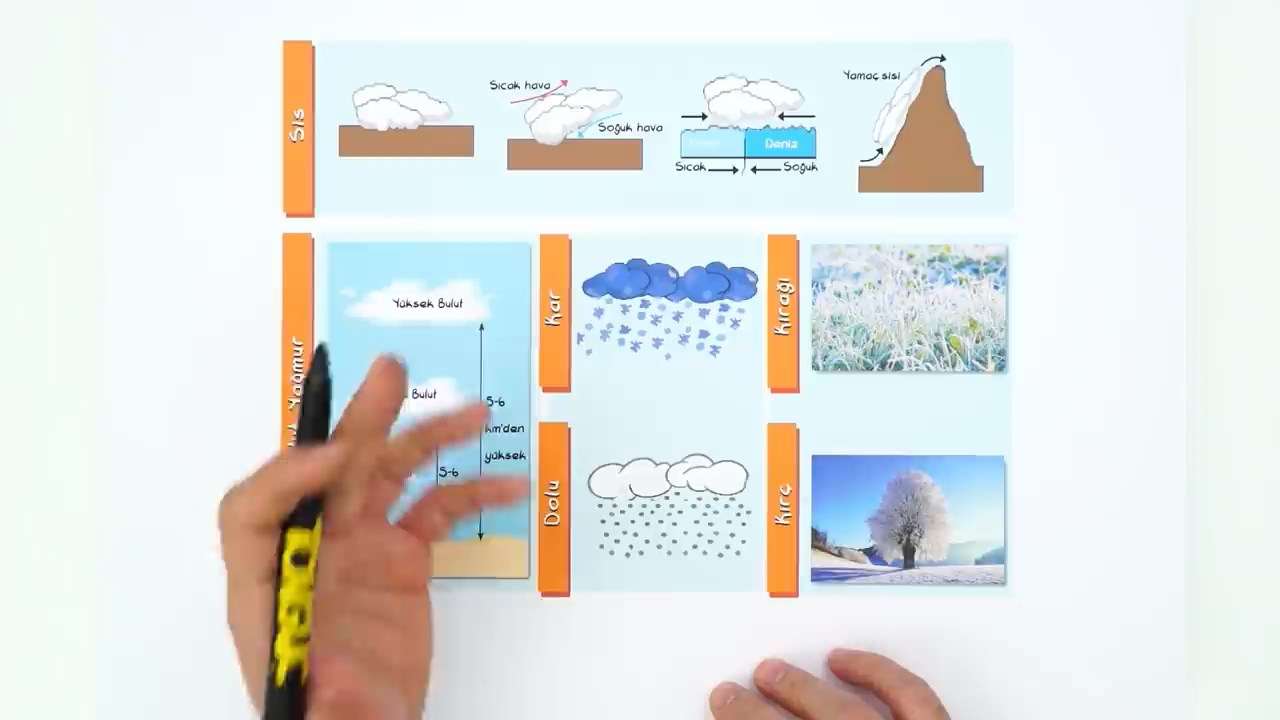 Sis
Sıcak hava
Soğuk hava
Deniz
Sıcak
Soğuk
Yamaç sisi
Yağmur
Yüksek Bulut
Bulut
5-6
km'den
yüksek
5-6
Kar
Dolu
Kırağı
Kırç